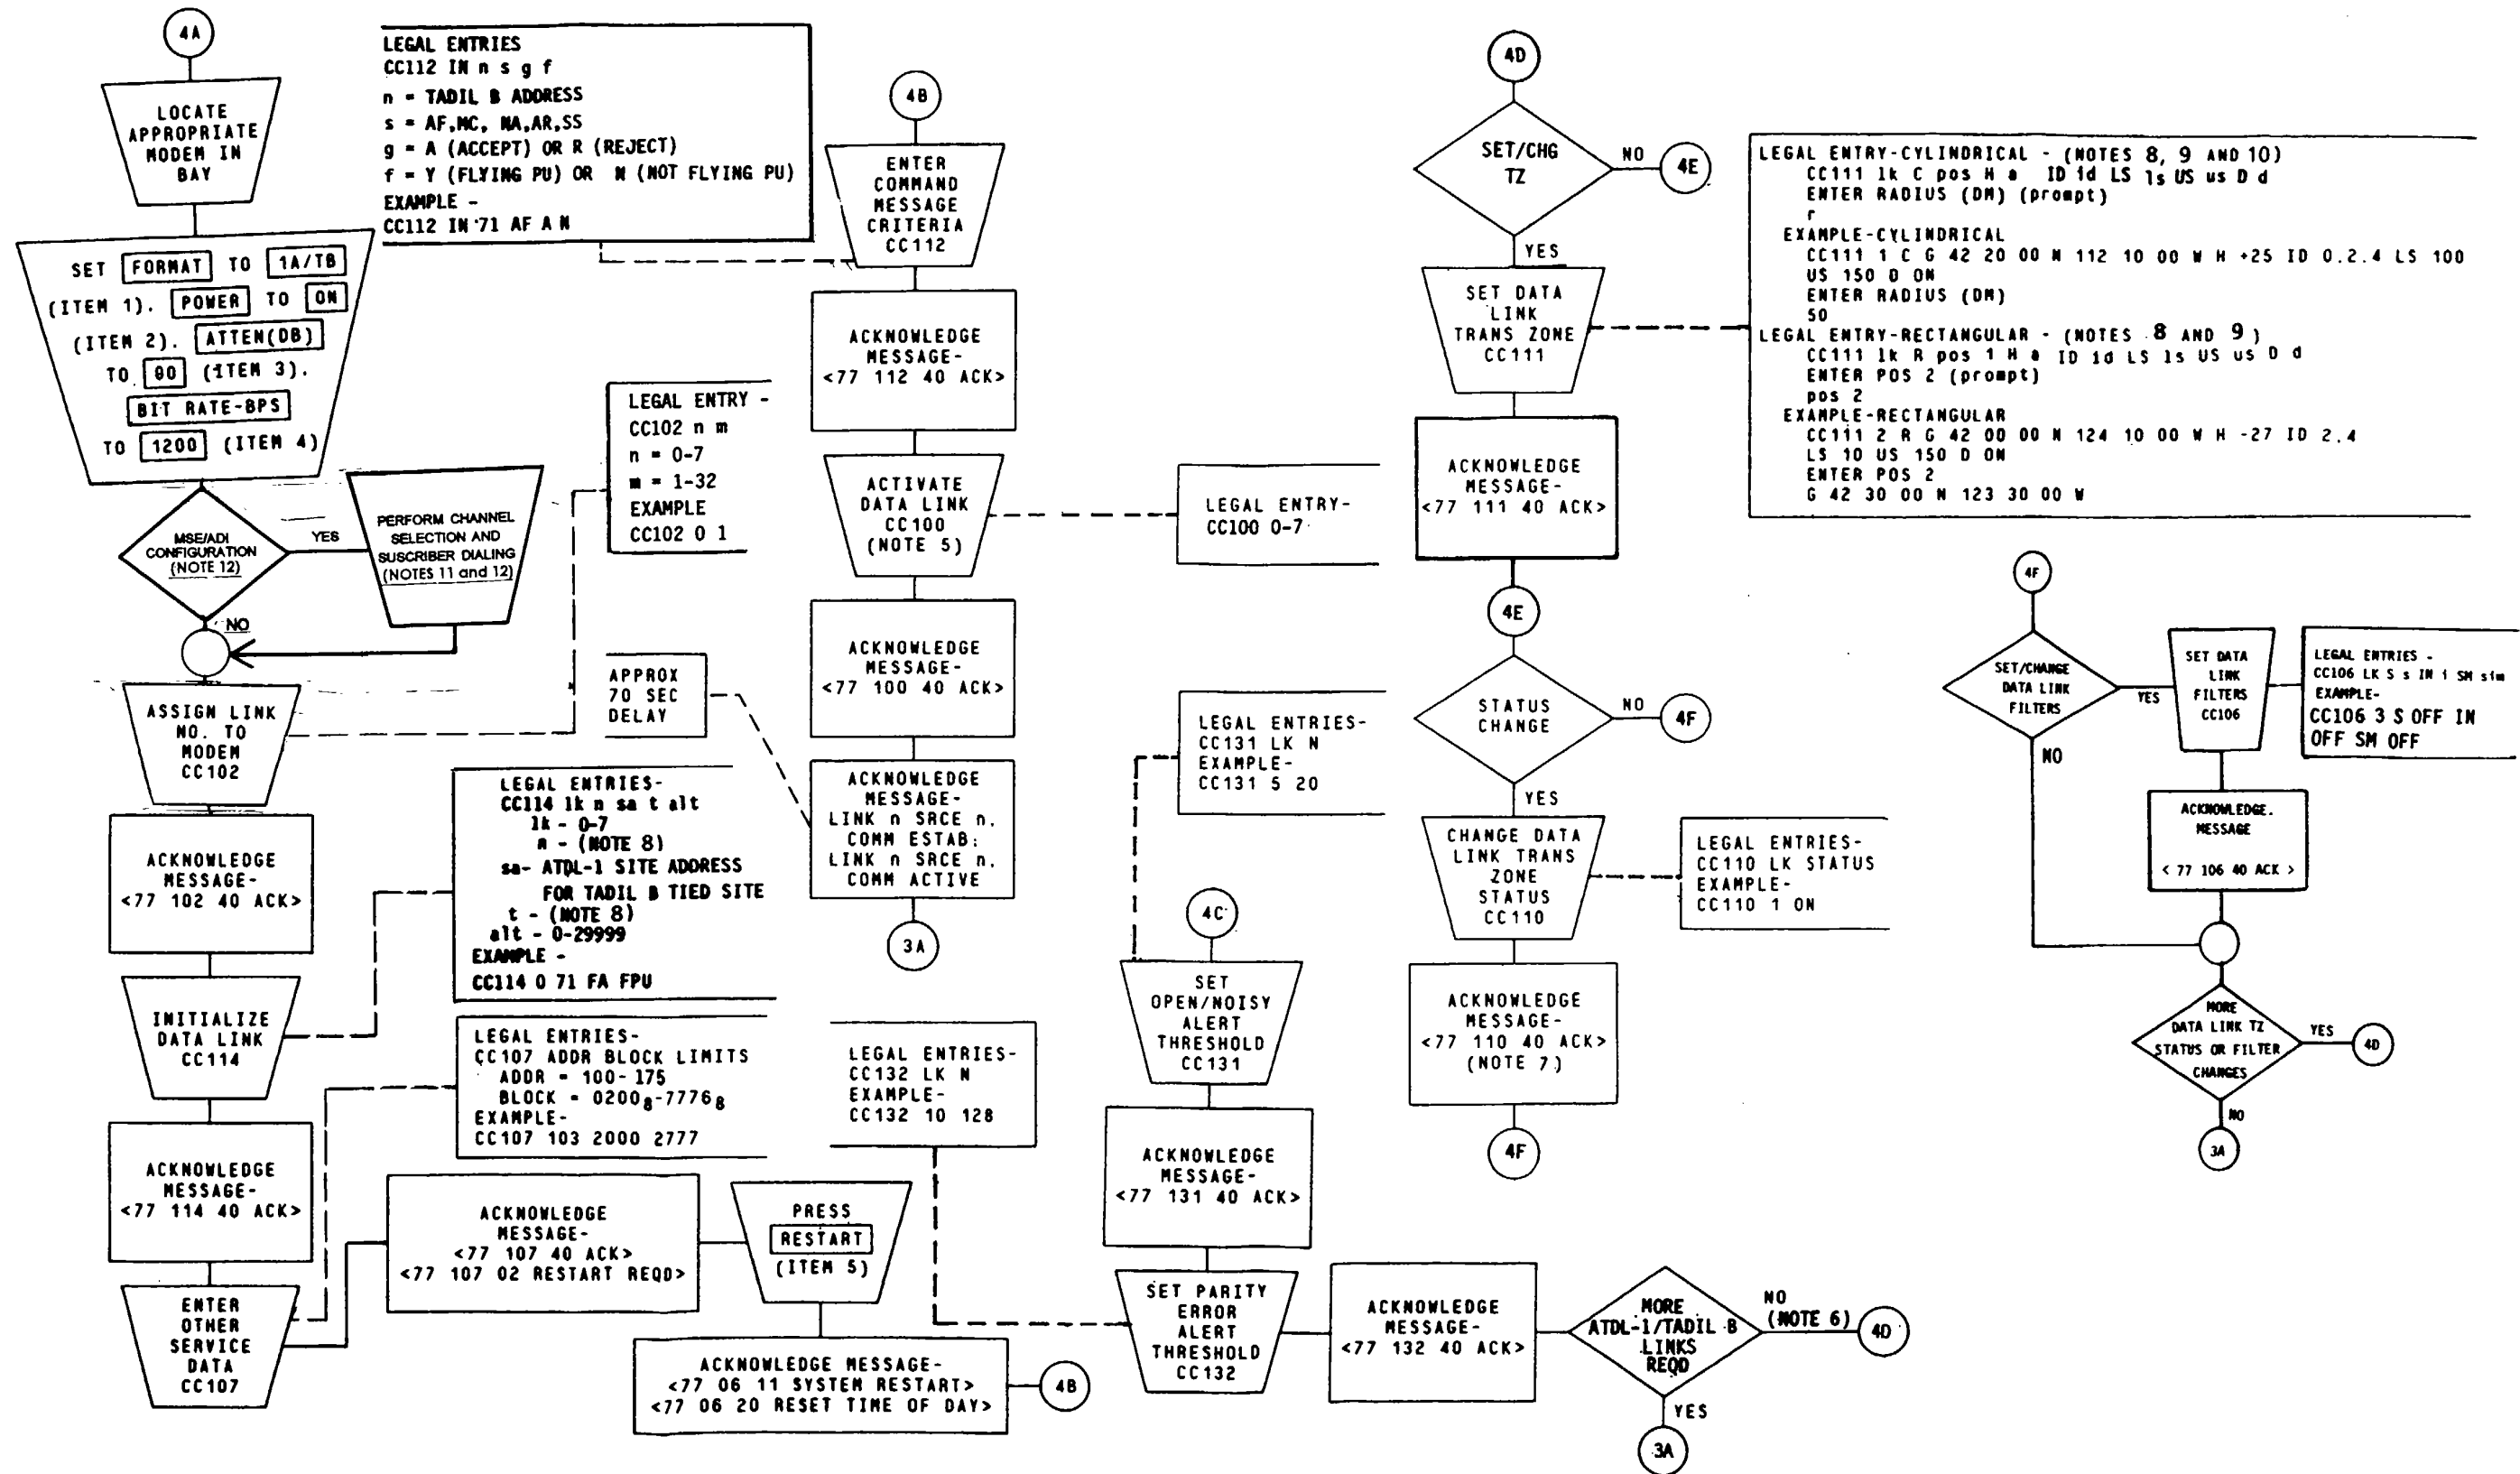 4A
LOCATE
APPROPRIATE
MODEM IN
BAY
SET FORMAT TO 1A/TB
(ITEM 1). POWER TO ON
(ITEM 2). ATTEN(DB)
TO 00 (ITEM 3).
BIT RATE-BPS
TO 1200 (ITEM 4)
MSE/ADI
CONFIGURATION
(NOTE 12)
YES
PERFORM CHANNEL
SELECTION AND
SUSCRIBER DIALING
(NOTES 11 and 12)
NO
ASSIGN LINK
NO. TO
MODEM
CC102
ACKNOWLEDGE
MESSAGE-
<77 102 40 ACK>
INITIALIZE
DATA LINK
CC114
ACKNOWLEDGE
MESSAGE-
<77 114 40 ACK>
ENTER
OTHER
SERVICE
DATA
CC107
LEGAL ENTRIES
CC112 IN n s g f
n = TADIL B ADDRESS
s = AF,MC, NA,AR,SS
g = A (ACCEPT) OR R (REJECT)
f = Y (FLYING PU) OR N (NOT FLYING PU)
EXAMPLE -
CC112 IN 71 AF A N
LEGAL ENTRY -
CC102 n m
n = 0-7
m = 1-32
EXAMPLE
CC102 0 1
APPROX
70 SEC
DELAY
LEGAL ENTRIES-
CC114 lk n sa t alt
lk - 0-7
n - (NOTE 8)
sa- ATDL-1 SITE ADDRESS
FOR TADIL B TIED SITE
t - (NOTE 8)
alt - 0-29999
EXAMPLE -
CC114 0 71 FA FPU
LEGAL ENTRIES-
CC107 ADDR BLOCK LIMITS
ADDR = 100-175
BLOCK = 0200₈-7776₈
EXAMPLE-
CC107 103 2000 2777
ACKNOWLEDGE
MESSAGE-
<77 107 40 ACK>
<77 107 02 RESTART REQD>
PRESS
RESTART
(ITEM 5)
ACKNOWLEDGE MESSAGE-
<77 06 11 SYSTEM RESTART>
<77 06 20 RESET TIME OF DAY>
4B
4B
ENTER
COMMAND
MESSAGE
CRITERIA
CC112
ACKNOWLEDGE
MESSAGE-
<77 112 40 ACK>
ACTIVATE
DATA LINK
CC100
(NOTE 5)
LEGAL ENTRY-
CC100 0-7
ACKNOWLEDGE
MESSAGE-
<77 100 40 ACK>
ACKNOWLEDGE
MESSAGE-
LINK n SRCE n,
COMM ESTAB:
LINK n SRCE n,
COMM ACTIVE
3A
LEGAL ENTRIES-
CC132 LK N
EXAMPLE-
CC132 10 128
LEGAL ENTRIES-
CC131 LK N
EXAMPLE-
CC131 5 20
4C
SET
OPEN/NOISY
ALERT
THRESHOLD
CC131
ACKNOWLEDGE
MESSAGE-
<77 131 40 ACK>
SET PARITY
ERROR
ALERT
THRESHOLD
CC132
ACKNOWLEDGE
MESSAGE-
<77 132 40 ACK>
MORE
ATDL-1/TADIL B
LINKS
REQD
NO
(NOTE 6)
4D
YES
3A
4D
SET/CHG
TZ
NO
4E
YES
SET DATA
LINK
TRANS ZONE
CC111
LEGAL ENTRY-CYLINDRICAL - (NOTES 8, 9 AND 10)
CC111 lk C pos H a ID id LS ls US us D d
ENTER RADIUS (DM) (prompt)
r
EXAMPLE-CYLINDRICAL
CC111 1 C G 42 20 00 N 112 10 00 W H +25 ID 0.2.4 LS 100
US 150 D ON
ENTER RADIUS (DM)
50
LEGAL ENTRY-RECTANGULAR - (NOTES 8 AND 9)
CC111 lk R pos 1 H a ID id LS ls US us D d
ENTER POS 2 (prompt)
pos 2
EXAMPLE-RECTANGULAR
CC111 2 R G 42 00 00 N 124 10 00 W H -27 ID 2.4
LS 10 US 150 D ON
ENTER POS 2
G 42 30 00 N 123 30 00 W
ACKNOWLEDGE
MESSAGE-
<77 111 40 ACK>
4E
STATUS
CHANGE
NO
4F
YES
CHANGE DATA
LINK TRANS
ZONE
STATUS
CC110
LEGAL ENTRIES-
CC110 LK STATUS
EXAMPLE-
CC110 1 ON
ACKNOWLEDGE
MESSAGE-
<77 110 40 ACK>
(NOTE 7)
4F
4F
SET/CHANGE
DATA LINK
FILTERS
YES
NO
SET DATA
LINK
FILTERS
CC106
LEGAL ENTRIES -
CC106 LK S s IN i SM sim
EXAMPLE-
CC106 3 S OFF IN
OFF SM OFF
ACKNOWLEDGE.
MESSAGE
< 77 106 40 ACK >
MORE
DATA LINK TZ
STATUS OR FILTER
CHANGES
YES
4D
NO
3A